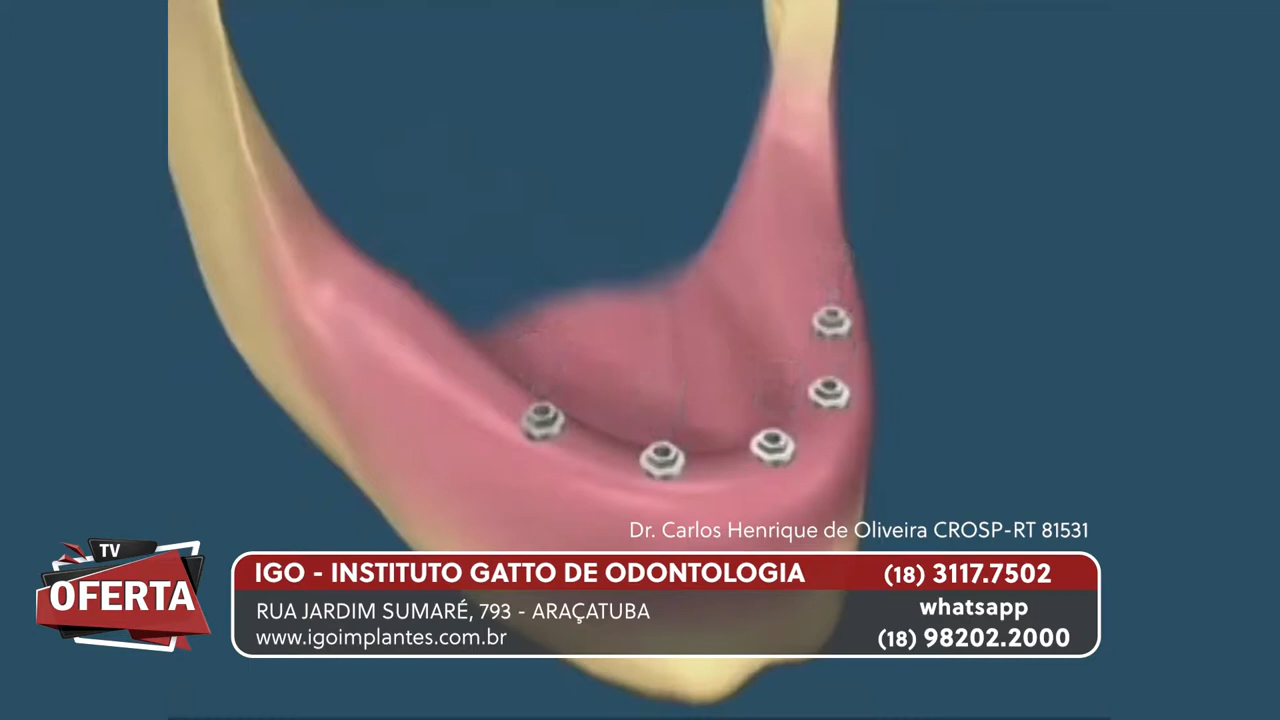 Dr. Carlos Henrique de Oliveira CROSP-RT 81531
TV
OFERTA
IGO - INSTITUTO GATTO DE ODONTOLOGIA
(18) 3117.7502
RUA JARDIM SUMARÉ, 793 - ARAÇATUBA
whatsapp
www.igoimplantes.com.br
(18) 98202.2000